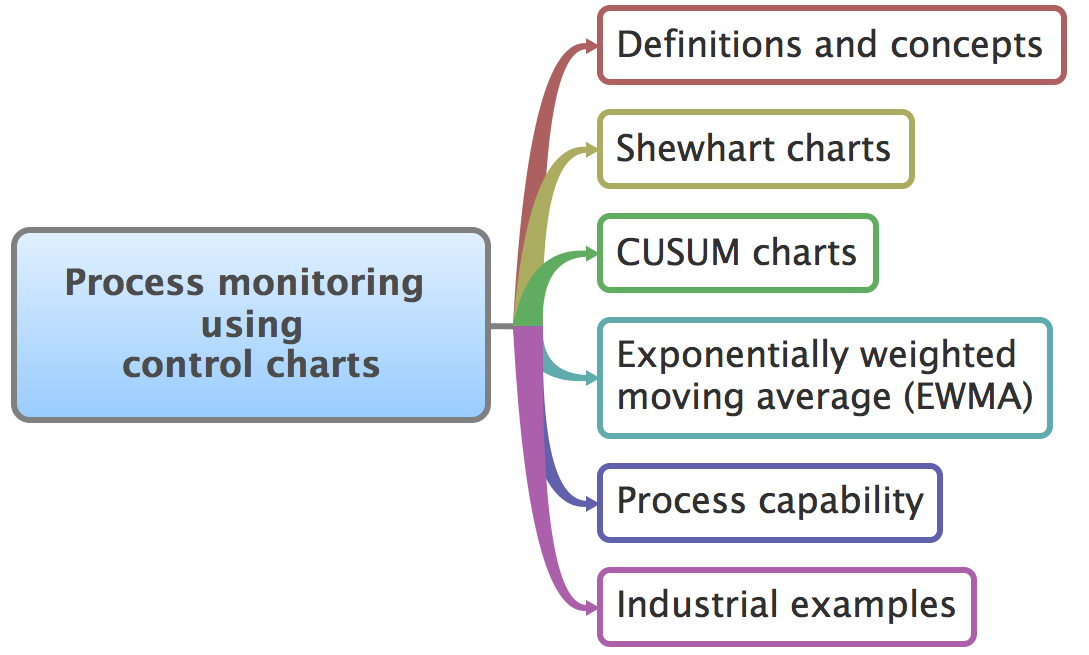 Process monitoring
using
control charts
Definitions and concepts
Shewhart charts
CUSUM charts
Exponentially weighted
moving average (EWMA)
Process capability
Industrial examples